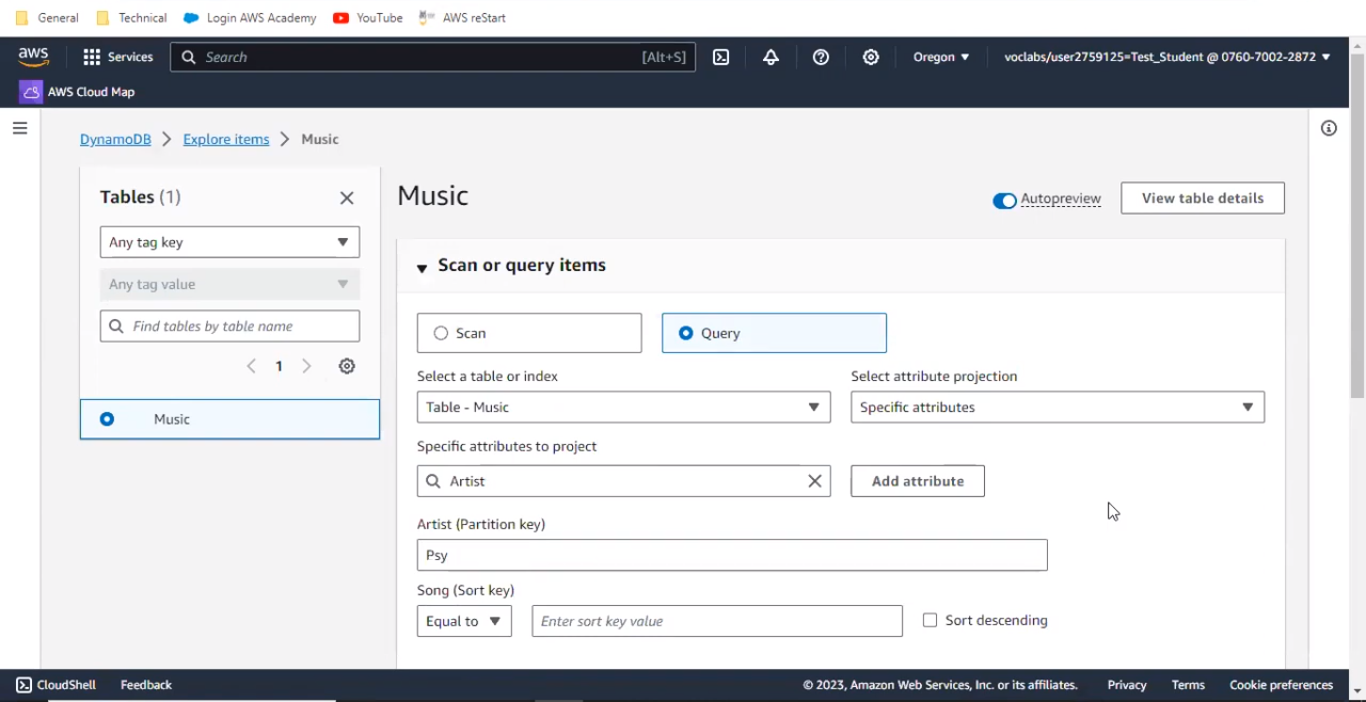 General Technical Login AWS Academy YouTube AWS reStart
aws Services Search [Alt+S] Oregon voclabs/user2759125=Test_Student @ 0760-7002-2872
AWS Cloud Map
DynamoDB Explore items Music
Tables (1)
Any tag key
Any tag value
Find tables by table name
1
Music
Music
Autopreview View table details
Scan or query items
Scan Query
Select a table or index Select attribute projection
Table - Music Specific attributes
Specific attributes to project
Artist Add attribute
Artist (Partition key)
Psy
Song (Sort key)
Equal to Enter sort key value Sort descending
CloudShell Feedback © 2023, Amazon Web Services, Inc. or its affiliates. Privacy Terms Cookie preferences